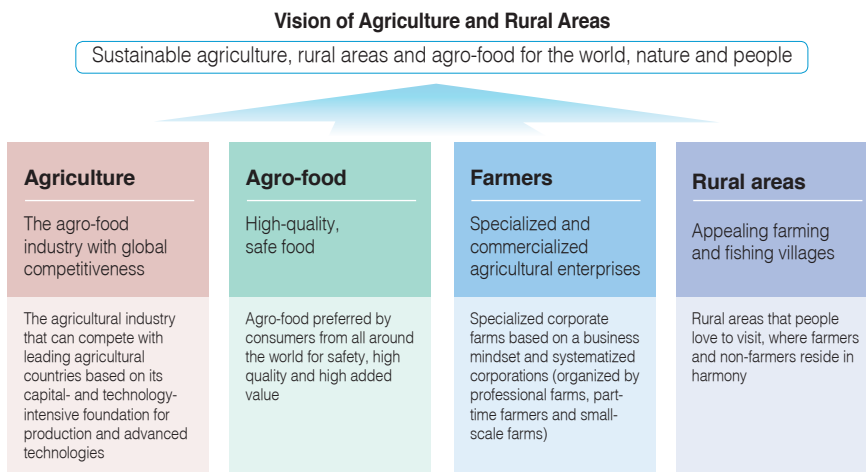 Vision of Agriculture and Rural Areas
Sustainable agriculture, rural areas and agro-food for the world, nature and people
Agriculture
The agro-food
industry with global
competitiveness
The agricultural industry
that can compete with
leading agricultural
countries based on its
capital- and technology-
intensive foundation for
production and advanced
technologies
Agro-food
High-quality,
safe food
Agro-food preferred by
consumers from all around
the world for safety, high
quality and high added
value
Farmers
Specialized and
commercialized
agricultural enterprises
Specialized corporate
farms based on a business
mindset and systematized
corporations (organized by
professional farms, part-
time farmers and small-
scale farms)
Rural areas
Appealing farming
and fishing villages
Rural areas that people
love to visit, where farmers
and non-farmers reside in
harmony